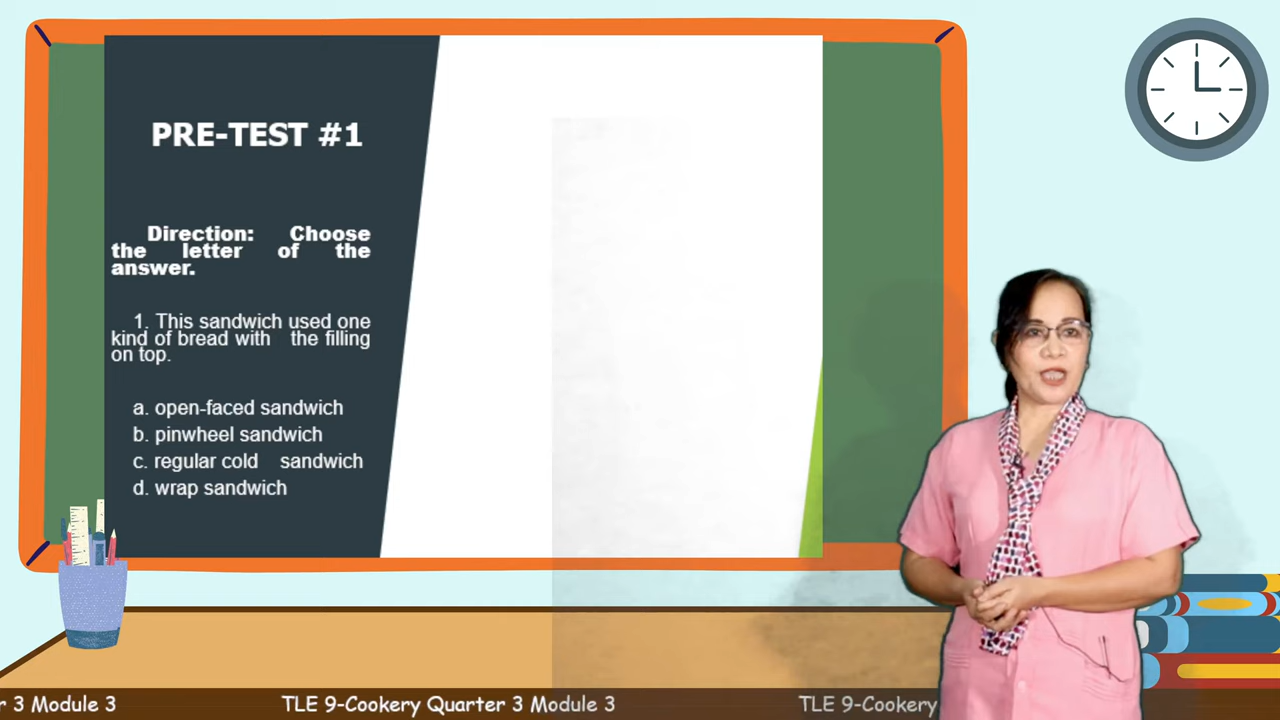 PRE-TEST #1
Direction: Choose
the letter of the
answer.
1. This sandwich used one
kind of bread with the filling
on top.
a. open-faced sandwich
b. pinwheel sandwich
c. regular cold sandwich
d. wrap sandwich
r 3 Module 3
TLE 9-Cookery Quarter 3 Module 3
TLE 9-Cookery